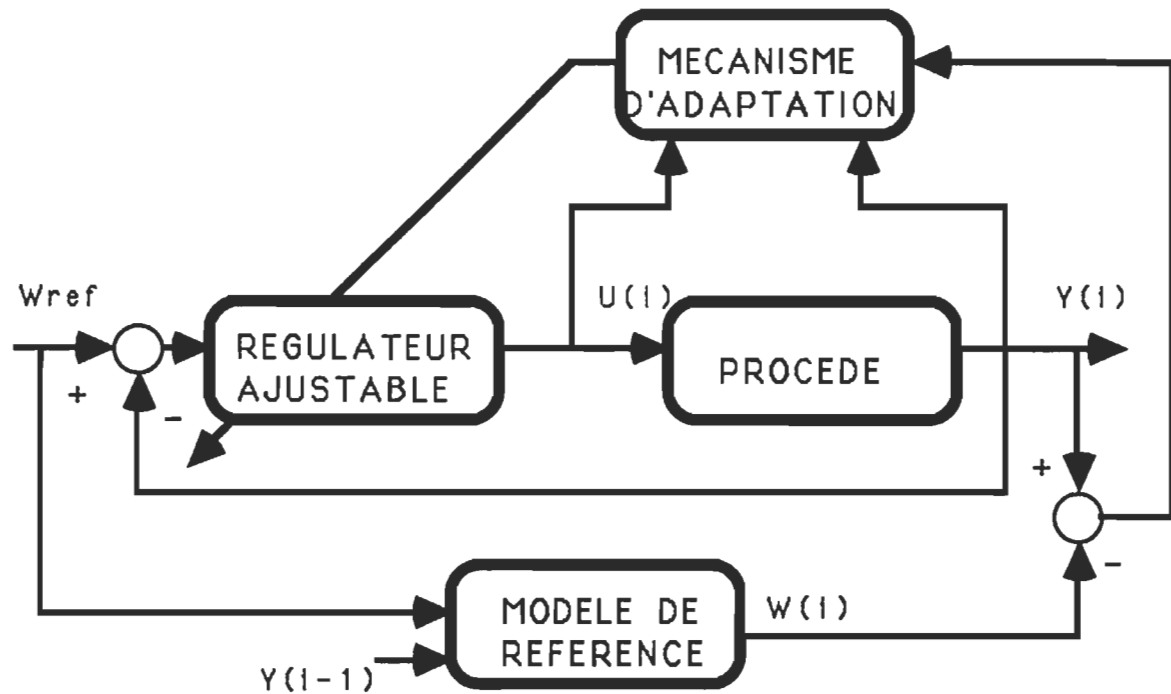 MECANISME
D'ADAPTATION
Wref
U(i)
Y(i)
+
-
REGULATEUR
AJUSTABLE
PROCEDE
+
-
MODELE DE
REFERENCE
W(i)
Y(i-1)